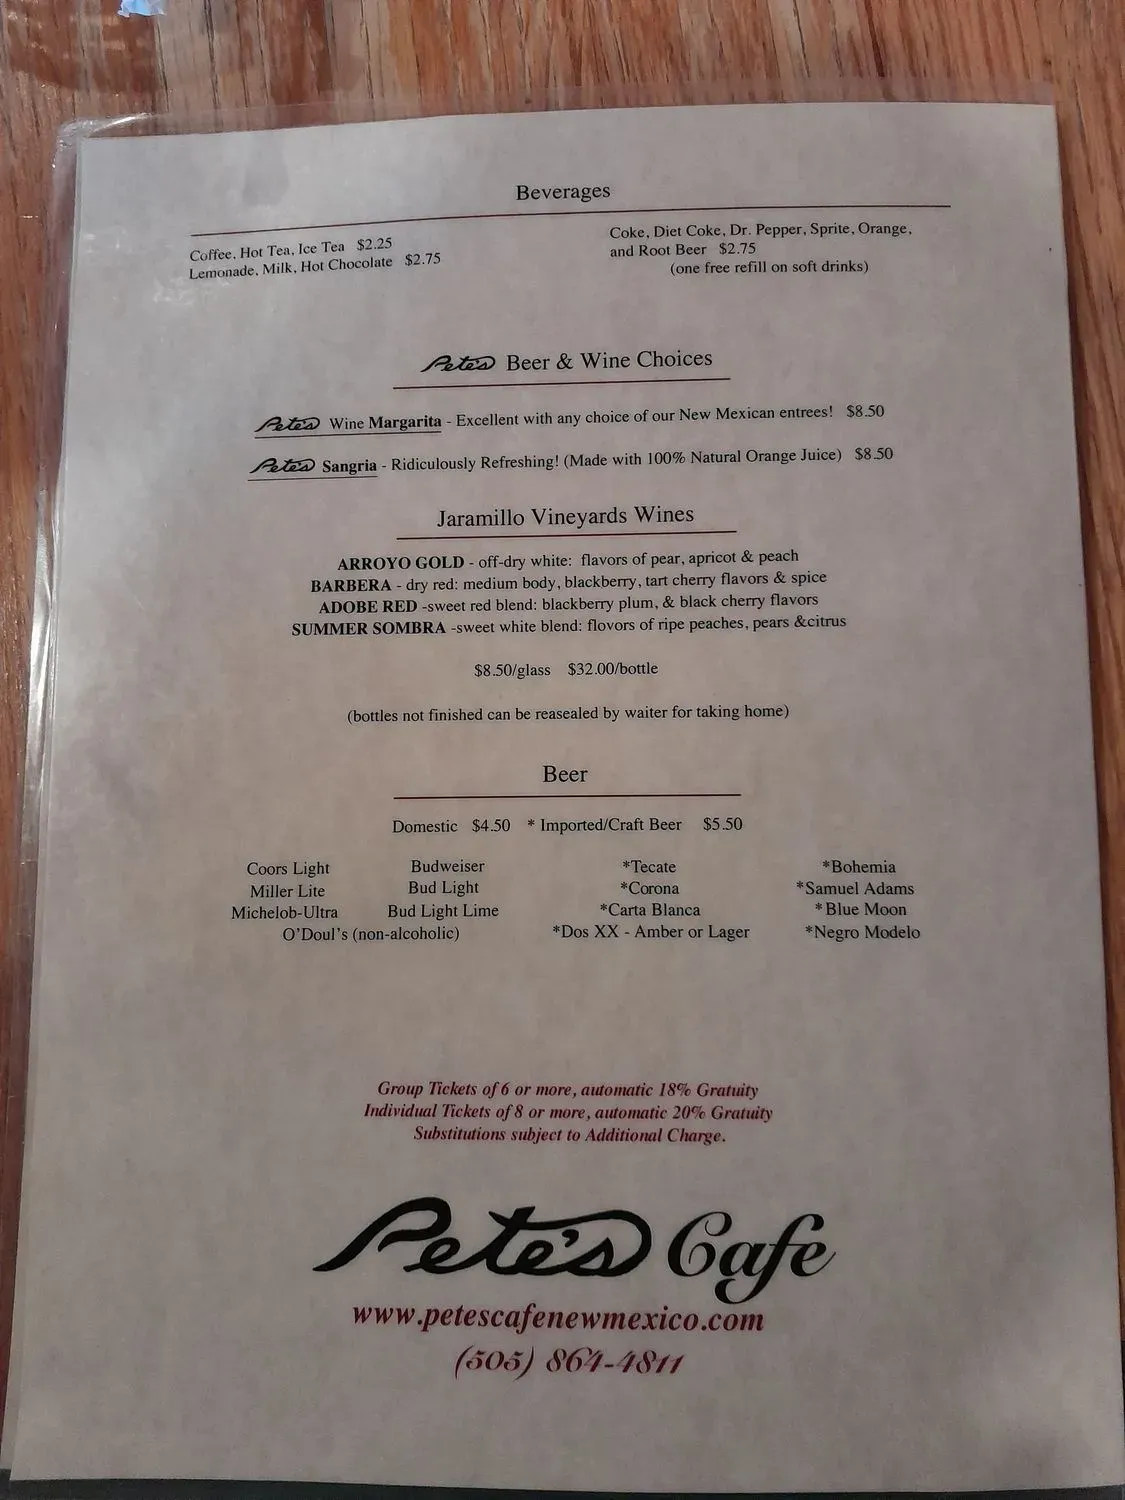 Beverages
Coffee, Hot Tea, Ice Tea $2.25
Lemonade, Milk, Hot Chocolate $2.75
Coke, Diet Coke, Dr. Pepper, Sprite, Orange,
and Root Beer $2.75
(one free refill on soft drinks)
Pete's Beer & Wine Choices
Pete's Wine Margarita - Excellent with any choice of our New Mexican entrees! $8.50
Pete's Sangria - Ridiculously Refreshing! (Made with 100% Natural Orange Juice) $8.50
Jaramillo Vineyards Wines
ARROYO GOLD - off-dry white: flavors of pear, apricot & peach
BARBERA - dry red: medium body, blackberry, tart cherry flavors & spice
ADOBE RED -sweet red blend: blackberry plum, & black cherry flavors
SUMMER SOMBRA -sweet white blend: flovors of ripe peaches, pears &citrus
$8.50/glass $32.00/bottle
(bottles not finished can be reasealed by waiter for taking home)
Beer
Domestic $4.50 * Imported/Craft Beer $5.50
Coors Light Budweiser *Tecate *Bohemia
Miller Lite Bud Light *Corona *Samuel Adams
Michelob-Ultra Bud Light Lime *Carta Blanca *Blue Moon
O'Doul's (non-alcoholic) *Dos XX - Amber or Lager *Negro Modelo
Group Tickets of 6 or more, automatic 18% Gratuity
Individual Tickets of 8 or more, automatic 20% Gratuity
Substitutions subject to Additional Charge.
Pete's Cafe
www.petescafenewmexico.com
(505) 864-4811